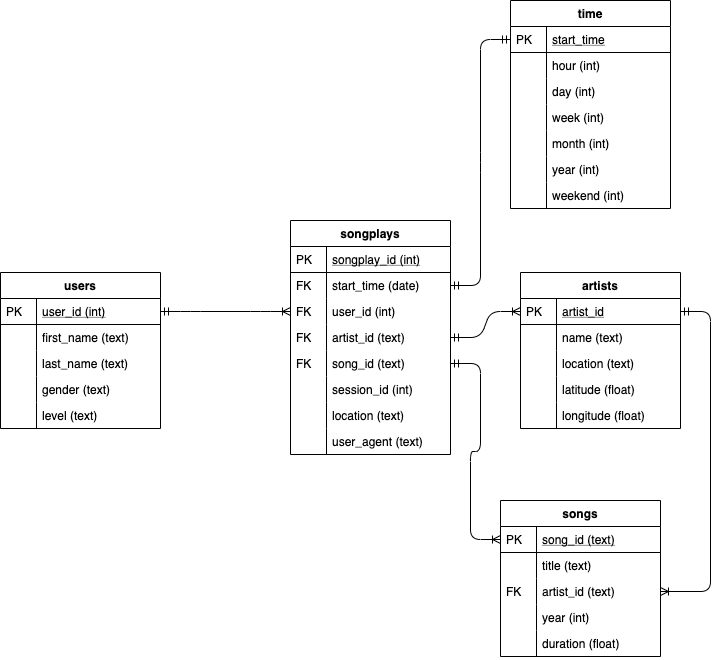 time
PK start_time
hour (int)
day (int)
week (int)
month (int)
year (int)
weekend (int)
songplays
PK songplay_id (int)
FK start_time (date)
FK user_id (int)
FK artist_id (text)
FK song_id (text)
session_id (int)
location (text)
user_agent (text)
users
PK user_id (int)
first_name (text)
last_name (text)
gender (text)
level (text)
artists
PK artist_id
name (text)
location (text)
latitude (float)
longitude (float)
songs
PK song_id (text)
title (text)
FK artist_id (text)
year (int)
duration (float)